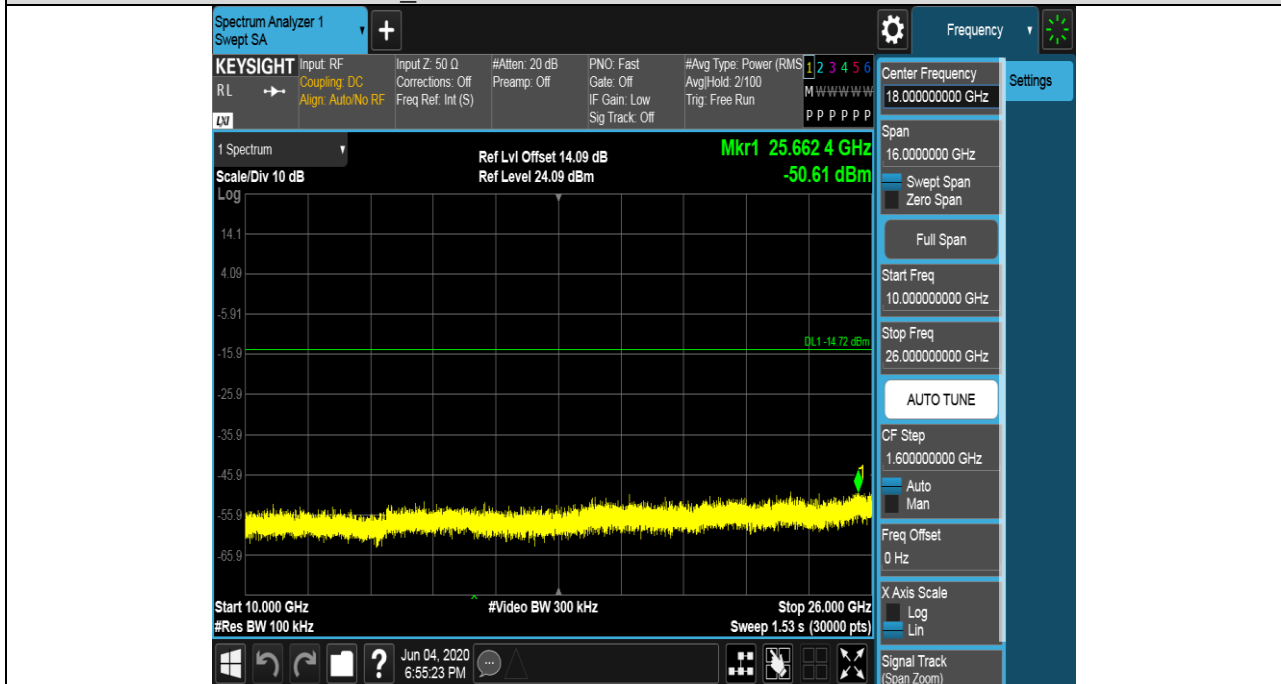 Spectrum Analyzer 1
Swept SA
+
Frequency
KEYSIGHT
RL
LXI
Input: RF
Coupling: DC
Align: Auto/No RF
Input Z: 50 Ω
Corrections: Off
Freq Ref: Int (S)
#Atten: 20 dB
Preamp: Off
PNO: Fast
Gate: Off
IF Gain: Low
Sig Track: Off
#Avg Type: Power (RMS
Avg|Hold: 2/100
Trig: Free Run
1 2 3 4 5 6
M W W W W W
P P P P P P
1 Spectrum
Scale/Div 10 dB
Ref Lvl Offset 14.09 dB
Ref Level 24.09 dBm
Mkr1 25.662 4 GHz
-50.61 dBm
Log
14.1
4.09
-5.91
-15.9
-25.9
-35.9
-45.9
-55.9
-65.9
DL1 -14.72 dBm
1
Start 10.000 GHz
#Res BW 100 kHz
#Video BW 300 kHz
Stop 26.000 GHz
Sweep 1.53 s (30000 pts)
Center Frequency
18.000000000 GHz
Settings
Span
16.0000000 GHz
Swept Span
Zero Span
Full Span
Start Freq
10.000000000 GHz
Stop Freq
26.000000000 GHz
AUTO TUNE
CF Step
1.600000000 GHz
Auto
Man
Freq Offset
0 Hz
X Axis Scale
Log
Lin
Signal Track
(Span Zoom)
?
Jun 04, 2020
6:55:23 PM